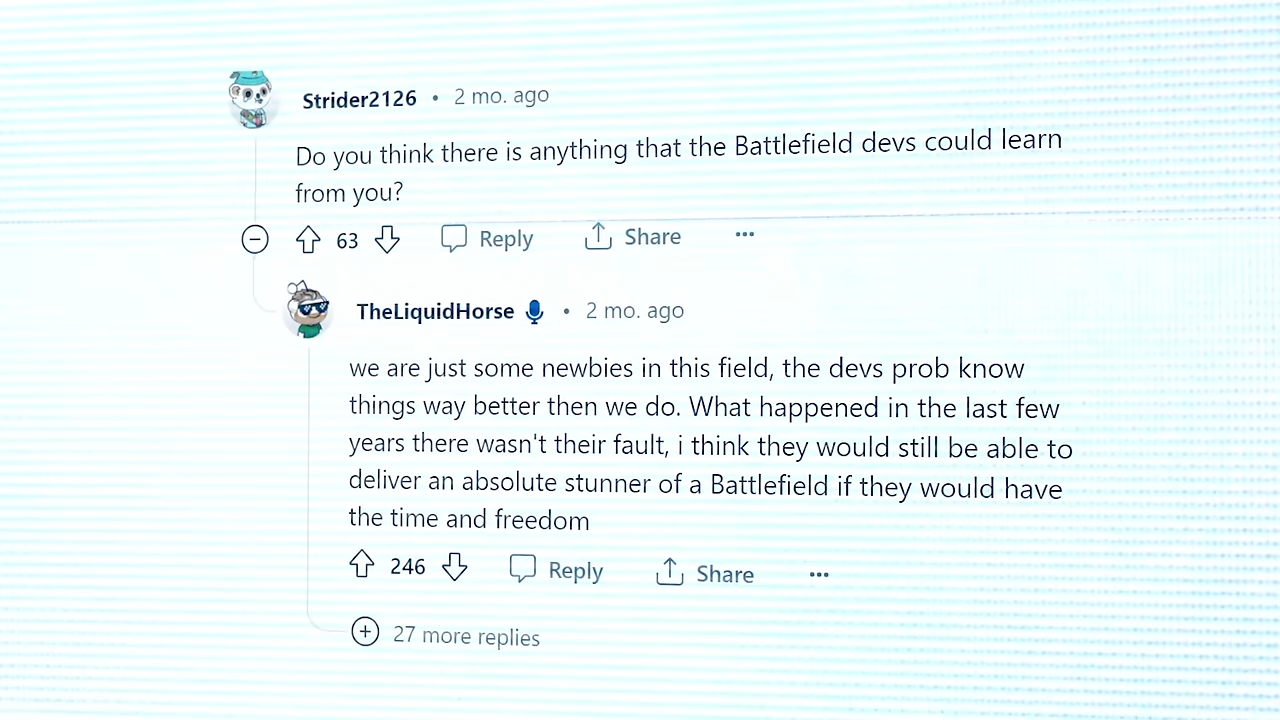 Strider2126 • 2 mo. ago
Do you think there is anything that the Battlefield devs could learn
from you?
63 Reply Share ...
TheLiquidHorse • 2 mo. ago
we are just some newbies in this field, the devs prob know
things way better then we do. What happened in the last few
years there wasn't their fault, i think they would still be able to
deliver an absolute stunner of a Battlefield if they would have
the time and freedom
246 Reply Share ...
27 more replies